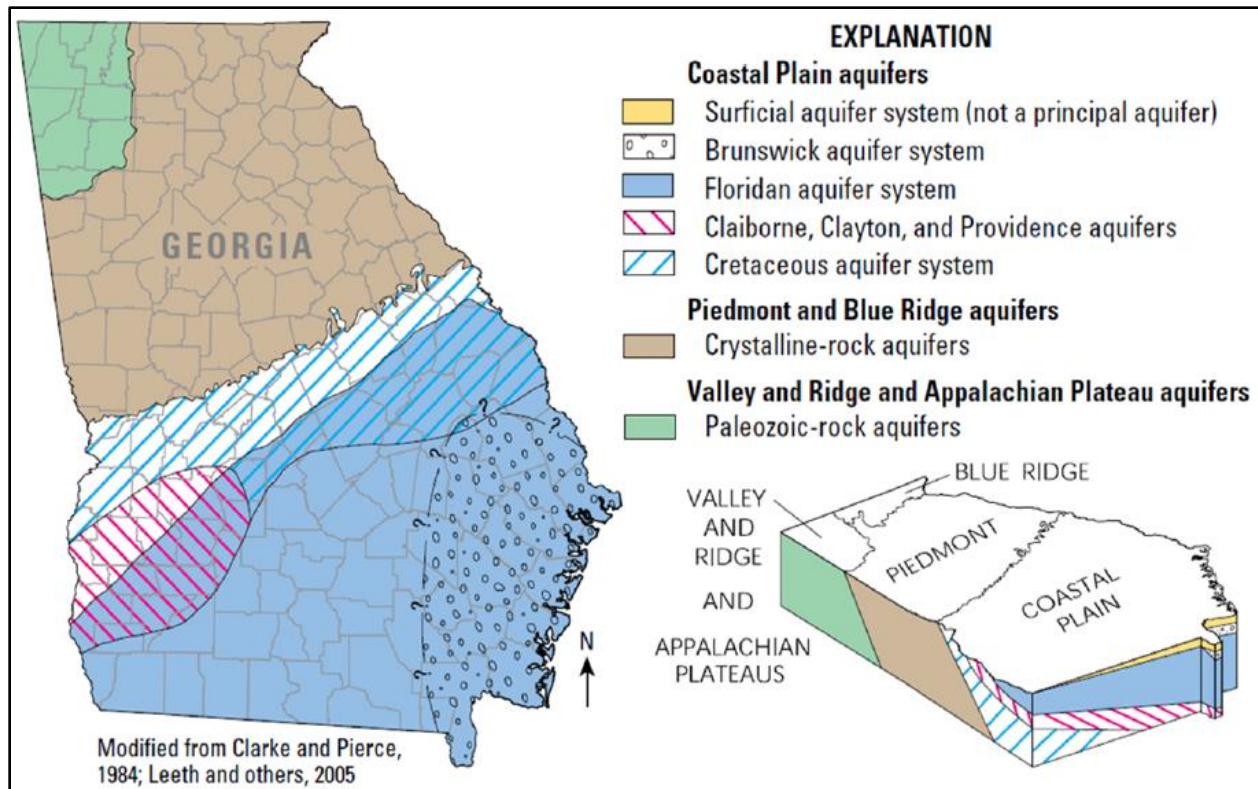 EXPLANATION
Coastal Plain aquifers
Surficial aquifer system (not a principal aquifer)
Brunswick aquifer system
Floridan aquifer system
Claiborne, Clayton, and Providence aquifers
Cretaceous aquifer system
Piedmont and Blue Ridge aquifers
Crystalline-rock aquifers
Valley and Ridge and Appalachian Plateau aquifers
Paleozoic-rock aquifers
GEORGIA
?
?
?
?
?
N
Modified from Clarke and Pierce,
1984; Leeth and others, 2005
BLUE RIDGE
VALLEY
AND
RIDGE
AND
APPALACHIAN
PLATEAUS
PIEDMONT
COASTAL
PLAIN